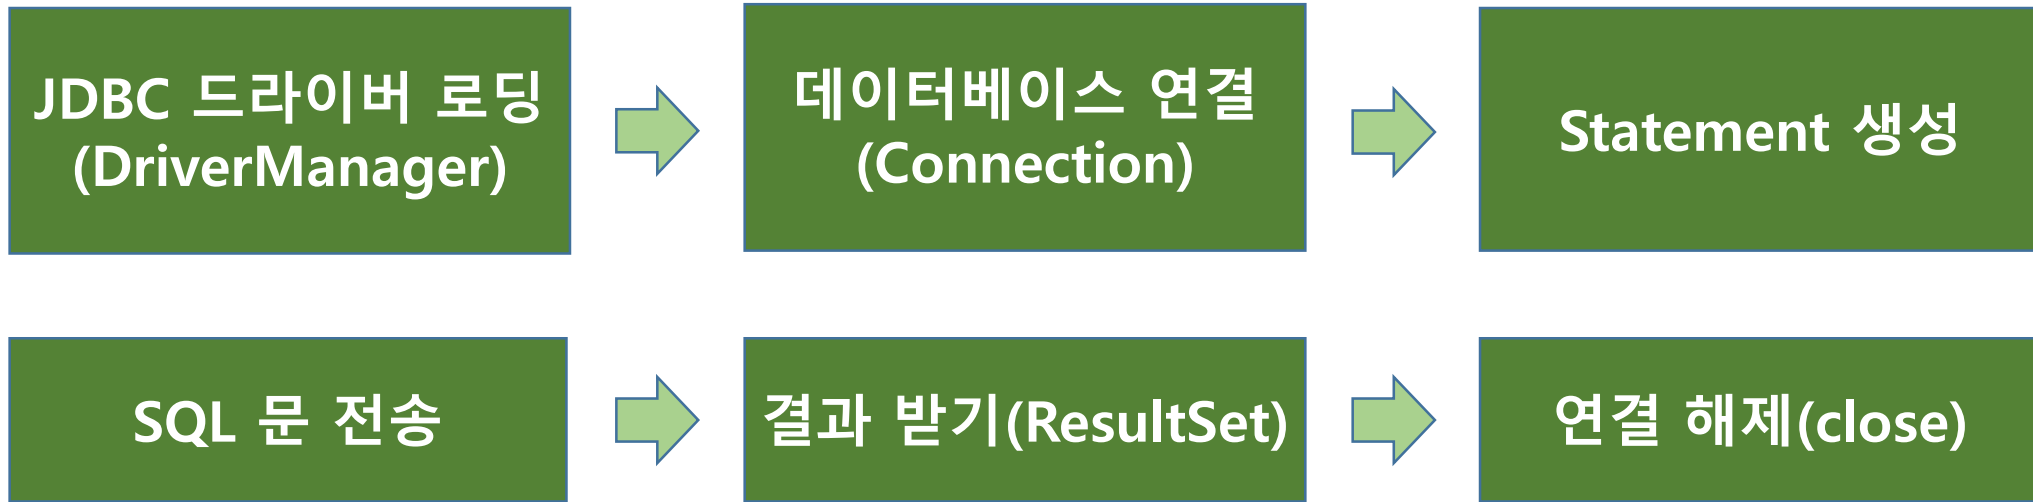 JDBC 드라이버 로딩
(DriverManager)
데이터베이스 연결
(Connection)
Statement 생성
SQL 문 전송
결과 받기(ResultSet)
연결 해제(close)